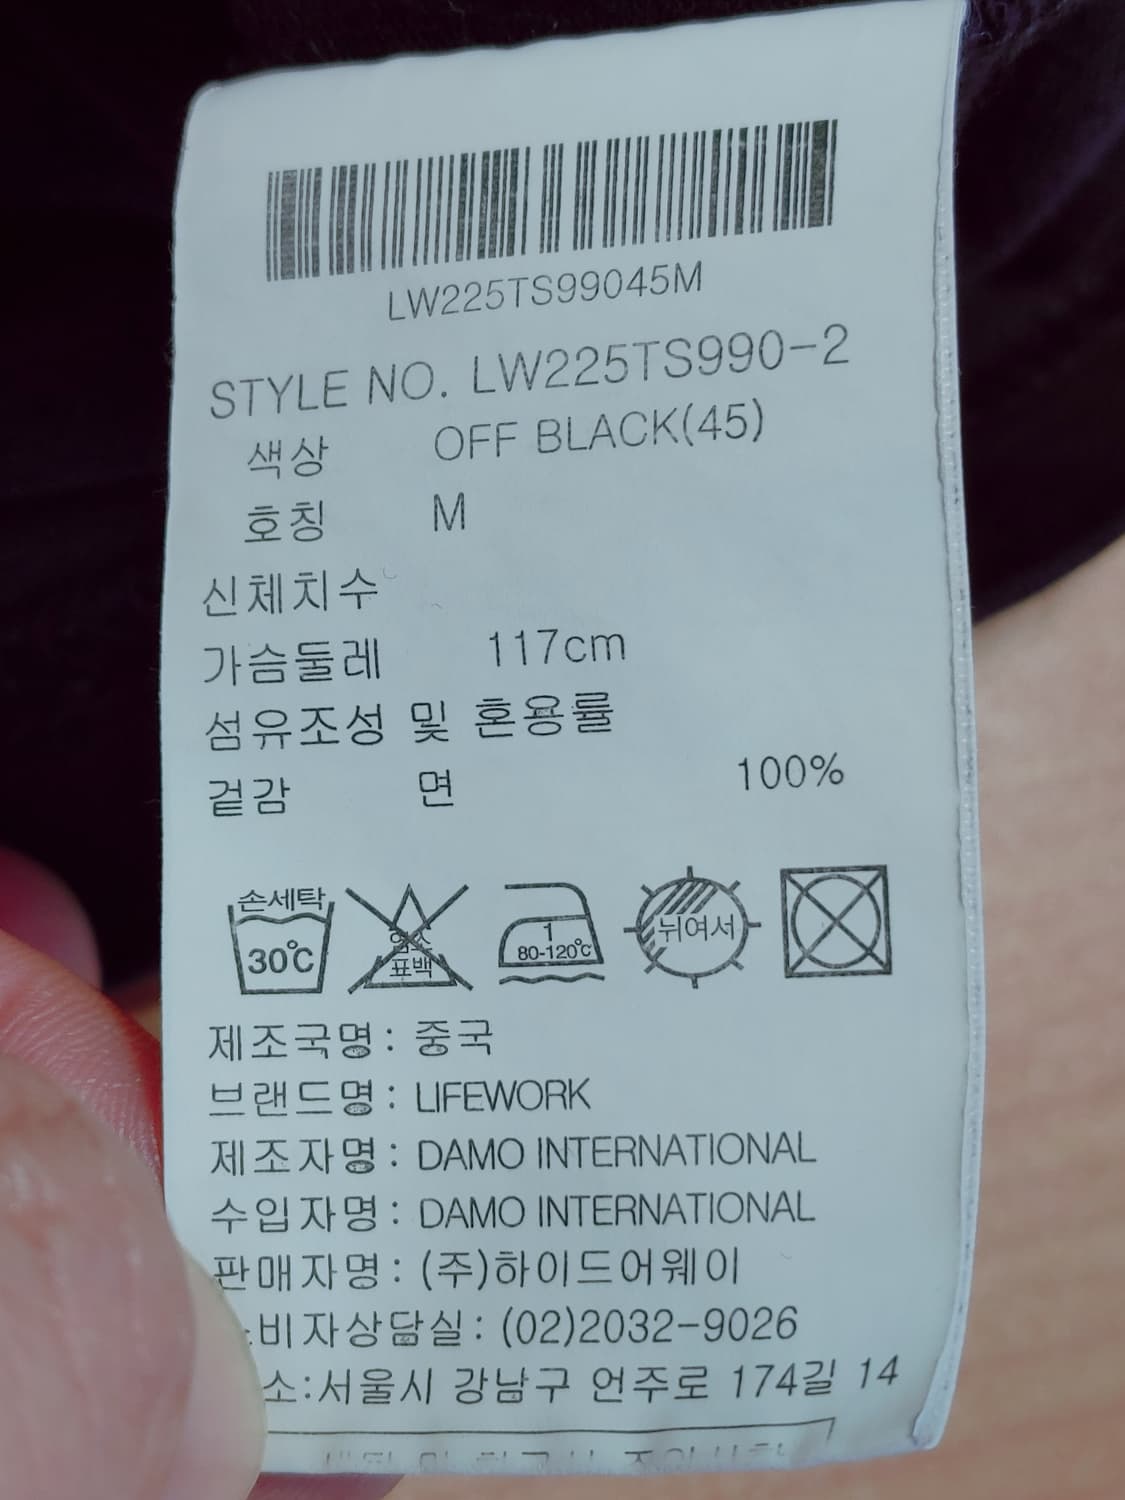 LW225TS99045M
STYLE NO. LW225TS990-2
색상 OFF BLACK(45)
호칭 M
신체치수
가슴둘레 117cm
섬유조성 및 혼용률
겉감 면 100%
손세탁
30℃
염소
표백
1
80-120℃
뉘여서
제조국명: 중국
브랜드명: LIFEWORK
제조자명: DAMO INTERNATIONAL
수입자명: DAMO INTERNATIONAL
판매자명: (주)하이드어웨이
비자상담실: (02)2032-9026
소:서울시 강남구 언주로 174길 14